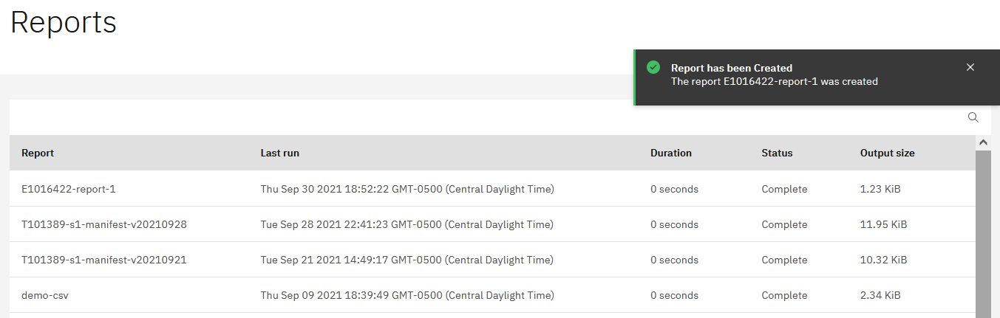 Reports
Report has been Created
The report E1016422-report-1 was created
Report Last run Duration Status Output size
E1016422-report-1 Thu Sep 30 2021 18:52:22 GMT-0500 (Central Daylight Time) 0 seconds Complete 1.23 KiB
T101389-s1-manifest-v20210928 Tue Sep 28 2021 22:41:23 GMT-0500 (Central Daylight Time) 0 seconds Complete 11.95 KiB
T101389-s1-manifest-v20210921 Tue Sep 21 2021 14:49:17 GMT-0500 (Central Daylight Time) 0 seconds Complete 10.32 KiB
demo-csv Thu Sep 09 2021 18:39:49 GMT-0500 (Central Daylight Time) 0 seconds Complete 2.34 KiB